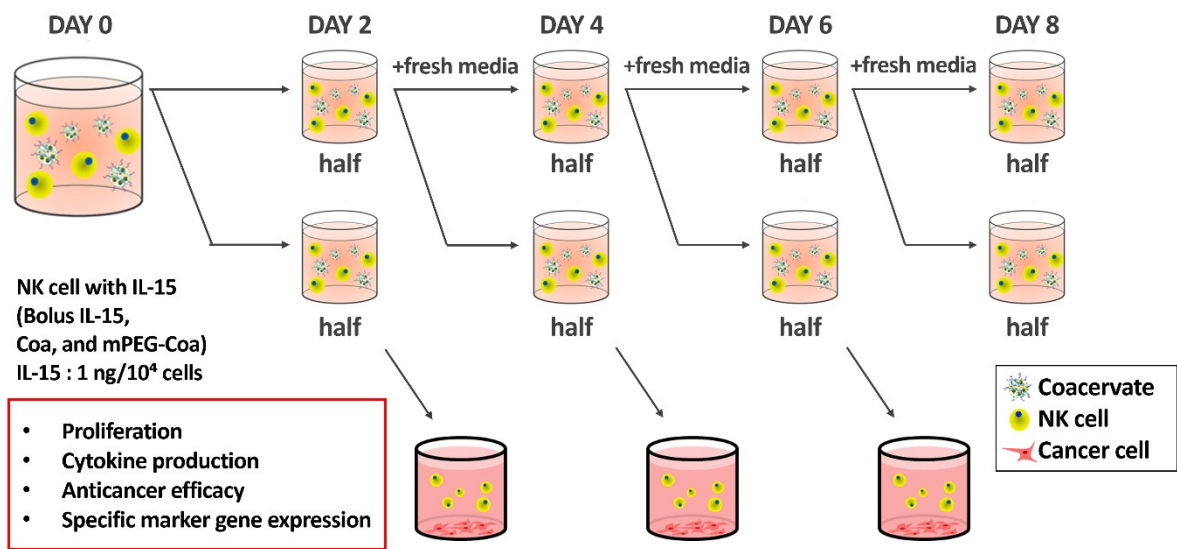 DAY 0
DAY 2
DAY 4
DAY 6
DAY 8
+fresh media
+fresh media
+fresh media
half
half
half
half
half
half
half
half
NK cell with IL-15
(Bolus IL-15,
Coa, and mPEG-Coa)
IL-15 : 1 ng/10⁴ cells
• Proliferation
• Cytokine production
• Anticancer efficacy
• Specific marker gene expression
Coacervate
NK cell
Cancer cell